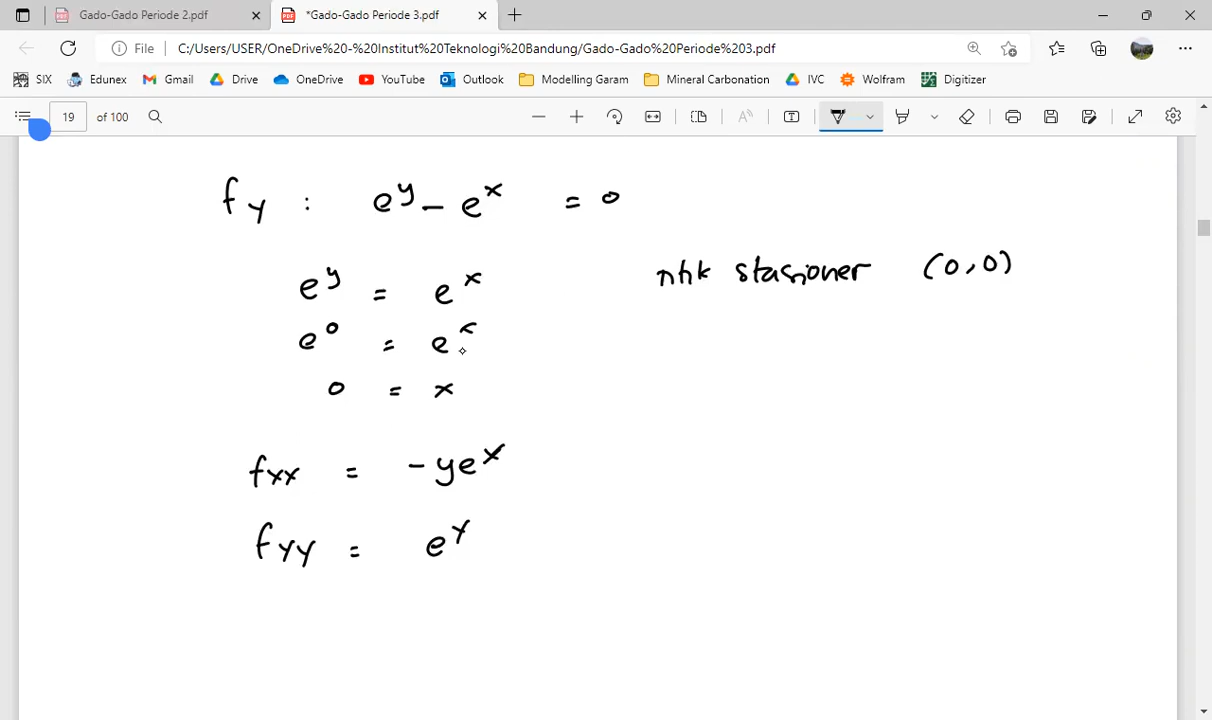 Gado-Gado Periode 2.pdf
*Gado-Gado Periode 3.pdf
File C:/Users/USER/OneDrive%20-%20Institut%20Teknologi%20Bandung/Gado-Gado%20Periode%203.pdf
SIX Edunex Gmail Drive OneDrive YouTube Outlook Modelling Garam Mineral Carbonation IVC Wolfram Digitizer
19 of 100
fy : e^y - e^x = 0
ttk stasioner (0,0)
e^y = e^x
e^0 = e^x
0 = x
fxx = -ye^x
fyy = e^y